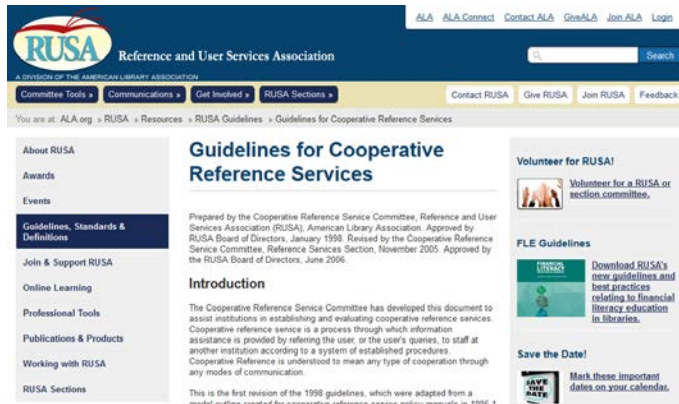 ALA ALA Connect Contact ALA GiveALA Join ALA Login
RUSA
Reference and User Services Association
Search
A DIVISION OF THE AMERICAN LIBRARY ASSOCIATION
Committee Tools » Communications » Get Involved » RUSA Sections » Contact RUSA Give RUSA Join RUSA Feedback
You are at: ALA.org » RUSA » Resources » RUSA Guidelines » Guidelines for Cooperative Reference Services
About RUSA
Awards
Events
Guidelines, Standards &
Definitions
Join & Support RUSA
Online Learning
Professional Tools
Publications & Products
Working with RUSA
RUSA Sections
Guidelines for Cooperative
Reference Services
Prepared by the Cooperative Reference Service Committee, Reference and User
Services Association (RUSA), American Library Association. Approved by
RUSA Board of Directors, January 1998. Revised by the Cooperative Reference
Service Committee, Reference Services Section, November 2005. Approved by
the RUSA Board of Directors, June 2006.
Introduction
The Cooperative Reference Service Committee has developed this document to
assist institutions in establishing and evaluating cooperative reference services.
Cooperative reference service is a process through which information
assistance is provided by referring the user, or the user's queries, to staff at
another institution according to a system of established procedures.
Cooperative Reference is understood to mean any type of cooperation through
any modes of communication.
This is the first revision of the 1998 guidelines, which were adapted from a
model outline created for cooperative reference service policy manuals in 1996.1
Volunteer for RUSA!
Volunteer for a RUSA or
section committee.
FLE Guidelines
FINANCIAL
LITERACY
Download RUSA's
new guidelines and
best practices
relating to financial
literacy education
in libraries.
Save the Date!
SAVE
THE
DATE
Mark these important
dates on your calendar.